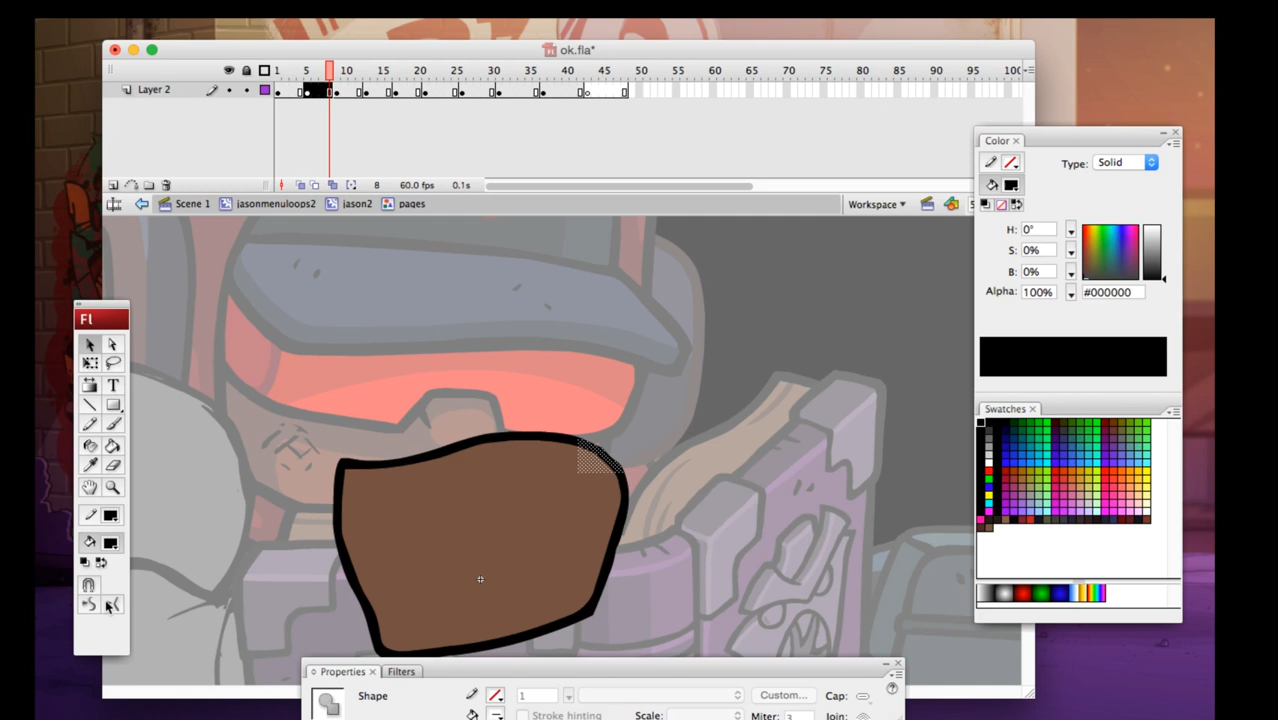 ok.fla*
1 5 10 15 20 25 30 35 40 45 50 55 60 65 70 75 80 85 90 95 100
Layer 2
8 60.0 fps 0.1s
Scene 1 jasonmenuloops2 jason2 pages Workspace
Color
Type: Solid
H: 0°
S: 0%
B: 0%
Alpha: 100% #000000
Fl
T
Swatches
Properties Filters
Shape 1 Custom... Cap:
Stroke hinting Scale: Miter: 3 Join: